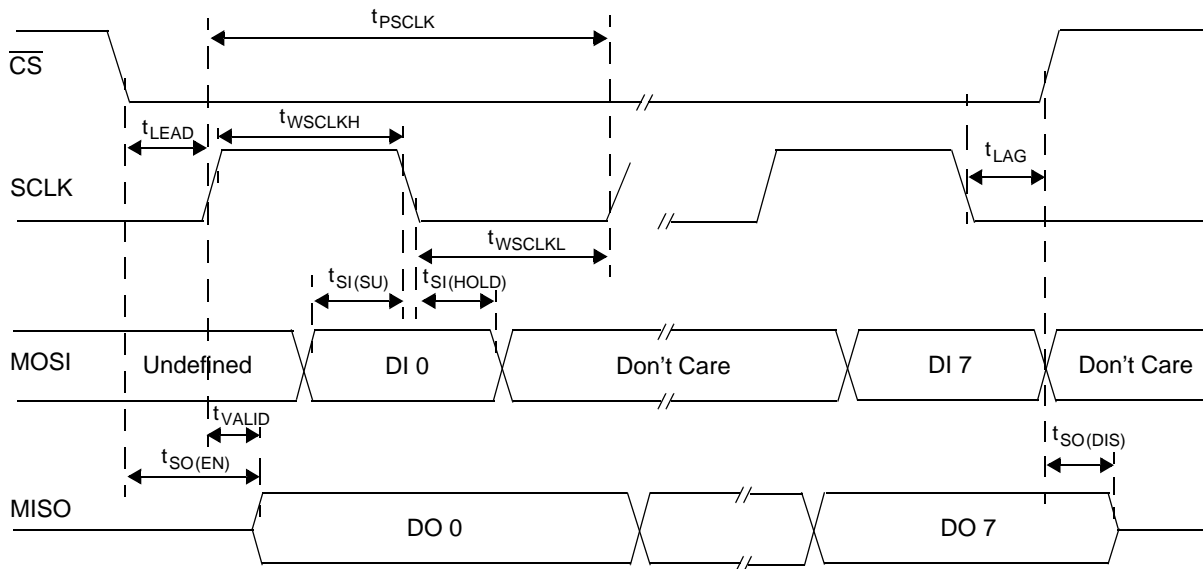 tPSCLK
CS
tLEAD
tWSCLKH
tLAG
SCLK
tWSCLKL
tSI(SU)
tSI(HOLD)
MOSI
Undefined
DI 0
Don't Care
DI 7
Don't Care
tVALID
tSO(EN)
tSO(DIS)
MISO
DO 0
DO 7